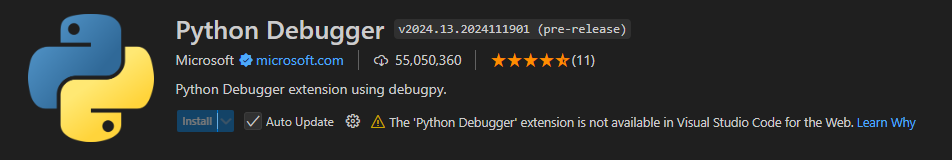 Python Debugger v2024.13.2024111901 (pre-release)
Microsoft microsoft.com 55,050,360 (11)
Python Debugger extension using debugpy.
Install Auto Update The 'Python Debugger' extension is not available in Visual Studio Code for the Web. Learn Why